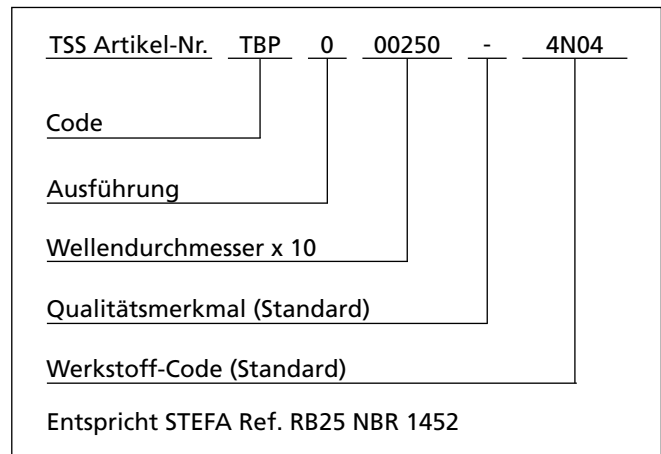 TSS Artikel-Nr. TBP 0 00250 - 4N04
Code
Ausführung
Wellendurchmesser x 10
Qualitätsmerkmal (Standard)
Werkstoff-Code (Standard)
Entspricht STEFA Ref. RB25 NBR 1452